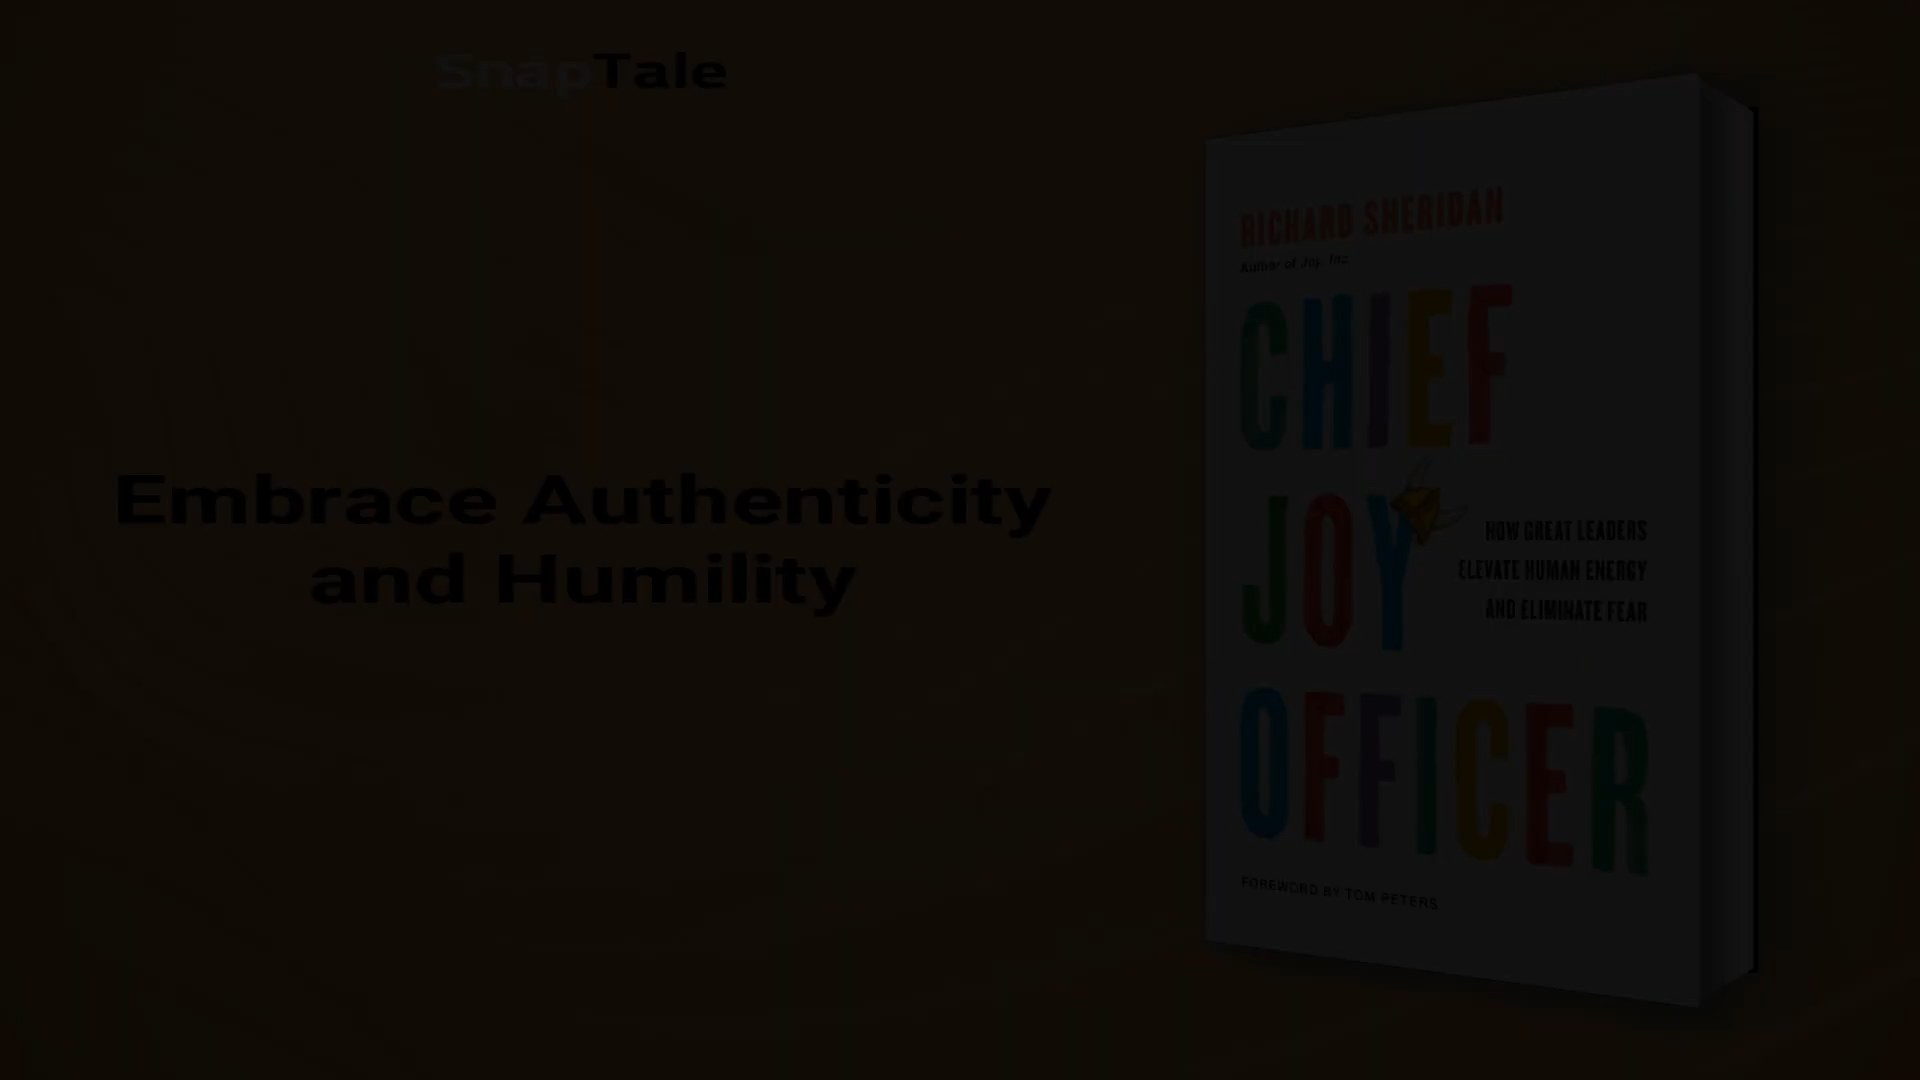 SnapTale
Embrace Authenticity
and Humility
RICHARD SHERIDAN
Author of Joy, Inc.
CHIEF
JOY
HOW GREAT LEADERS
ELEVATE HUMAN ENERGY
AND ELIMINATE FEAR
OFFICER
FOREWORD BY TOM PETERS